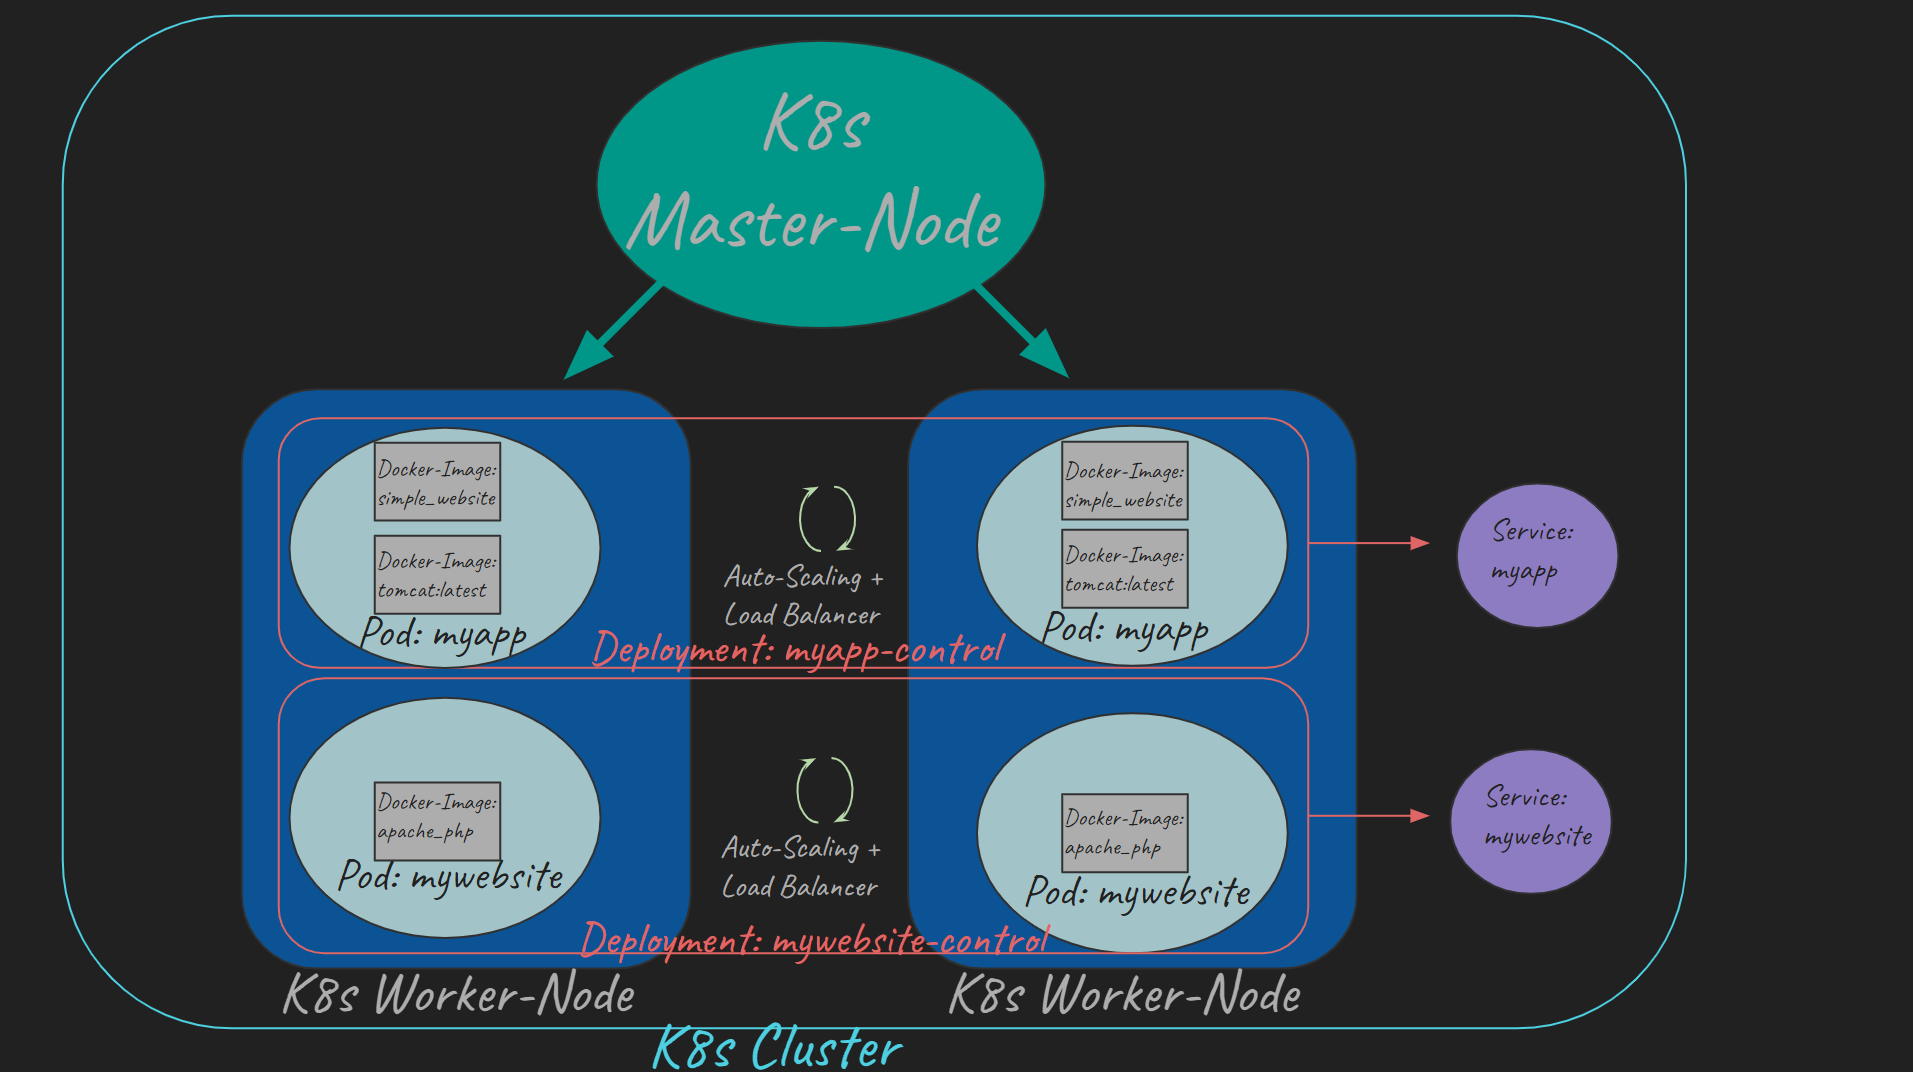 K8s
Master-Node
Docker-Image:
simple_website
Docker-Image:
tomcat:latest
Pod: myapp
Auto-Scaling +
Load Balancer
Docker-Image:
simple_website
Docker-Image:
tomcat:latest
Pod: myapp
Deployment: myapp-control
Service:
myapp
Docker-Image:
apache_php
Pod: mywebsite
Auto-Scaling +
Load Balancer
Docker-Image:
apache_php
Pod: mywebsite
Deployment: mywebsite-control
Service:
mywebsite
K8s Worker-Node
K8s Worker-Node
K8s Cluster